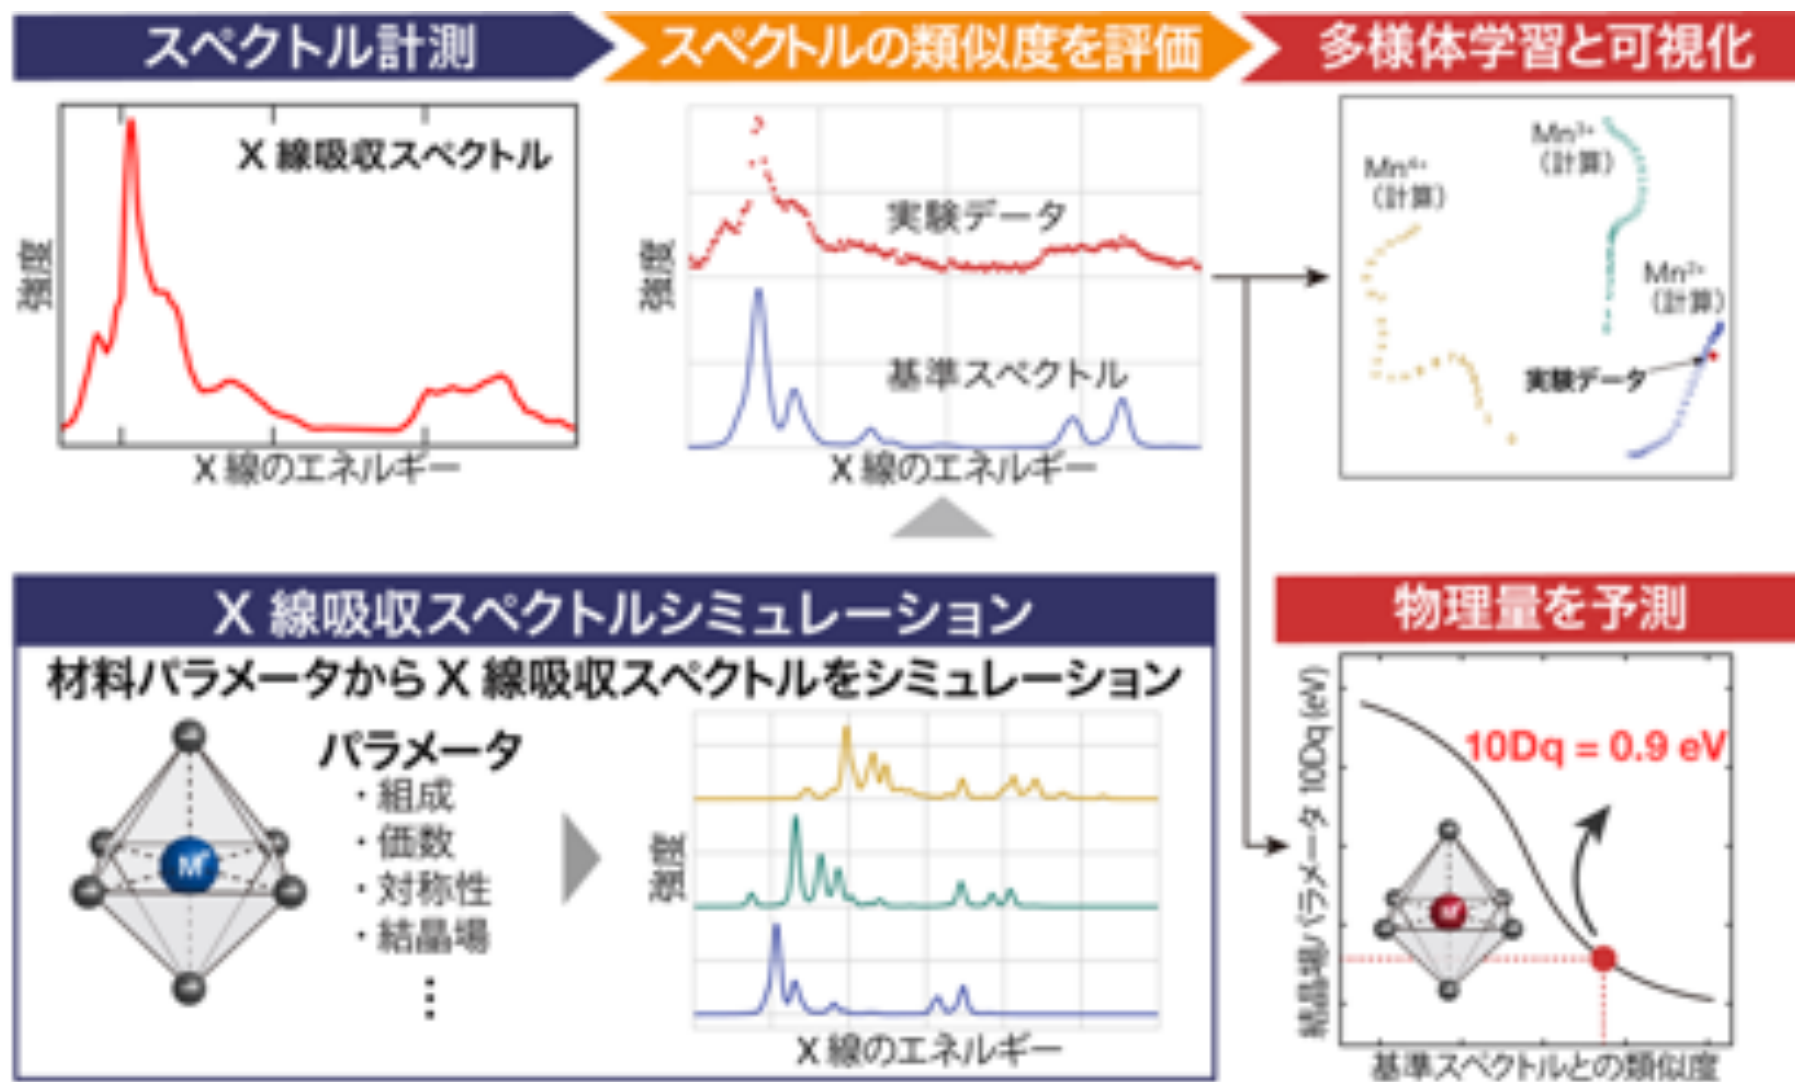 スペクトル計測
スペクトルの類似度を評価
多様体学習と可視化
X 線吸収スペクトル
強度
X 線のエネルギー
実験データ
基準スペクトル
強度
X 線のエネルギー
Mn⁴⁺
(計算)
Mn³⁺
(計算)
Mn²⁺
(計算)
実験データ
X 線吸収スペクトルシミュレーション
材料パラメータから X 線吸収スペクトルをシミュレーション
パラメータ
・組成
・価数
・対称性
・結晶場
⋮
強度
X 線のエネルギー
物理量を予測
結晶場パラメータ 10Dq (eV)
10Dq = 0.9 eV
基準スペクトルとの類似度